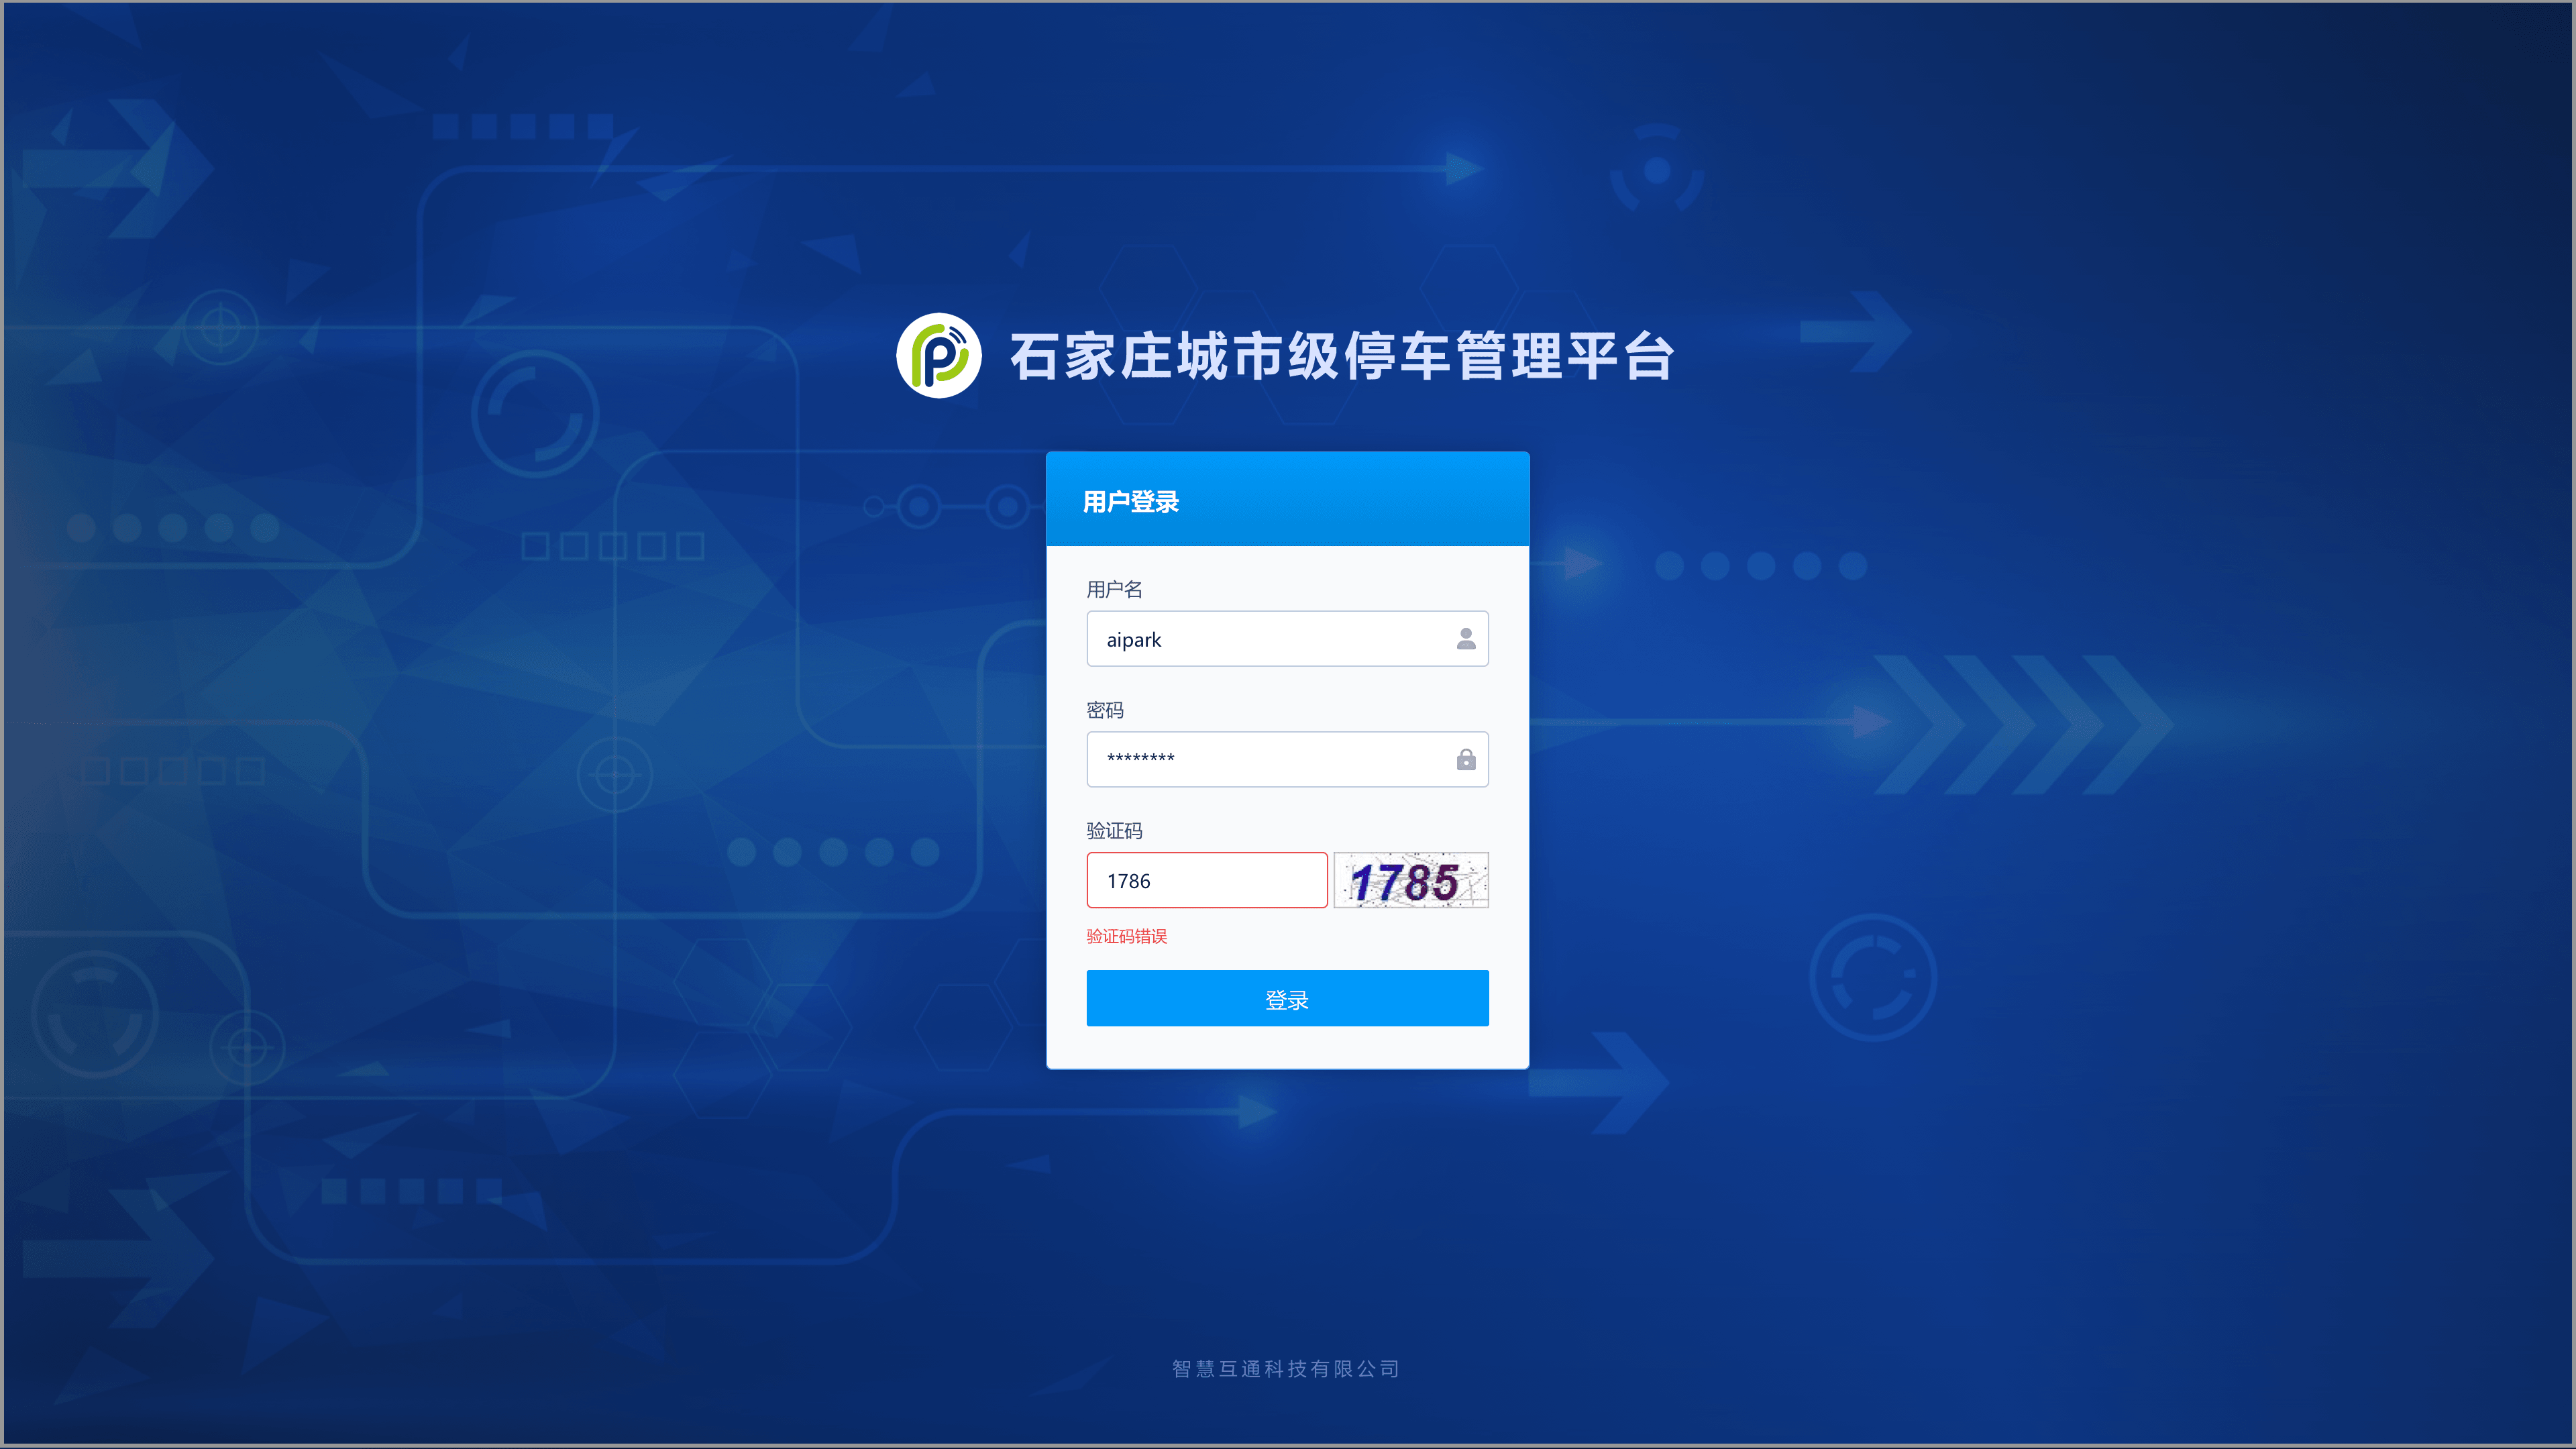 石家庄城市级停车管理平台
用户登录
用户名
aipark
密码
********
验证码
1786
1785
验证码错误
登录
智慧互通科技有限公司